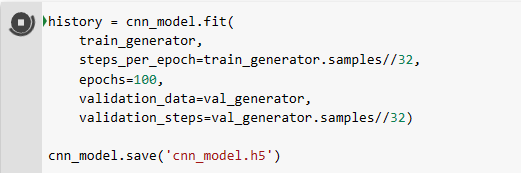 history = cnn_model.fit(
    train_generator,
    steps_per_epoch=train_generator.samples//32,
    epochs=100,
    validation_data=val_generator,
    validation_steps=val_generator.samples//32)

cnn_model.save('cnn_model.h5')